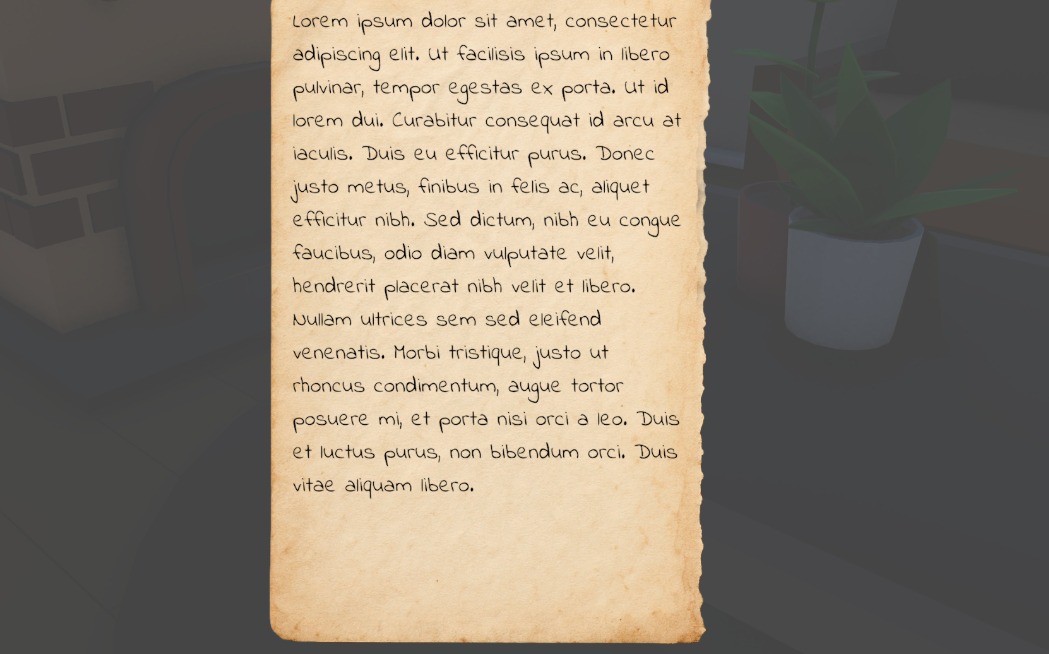 Lorem ipsum dolor sit amet, consectetur
adipiscing elit. Ut facilisis ipsum in libero
pulvinar, tempor egestas ex porta. Ut id
lorem dui. Curabitur consequat id arcu at
iaculis. Duis eu efficitur purus. Donec
justo metus, finibus in felis ac, aliquet
efficitur nibh. Sed dictum, nibh eu congue
faucibus, odio diam vulputate velit,
hendrerit placerat nibh velit et libero.
Nullam ultrices sem sed eleifend
venenatis. Morbi tristique, justo ut
rhoncus condimentum, augue tortor
posuere mi, et porta nisi orci a leo. Duis
et luctus purus, non bibendum orci. Duis
vitae aliquam libero.